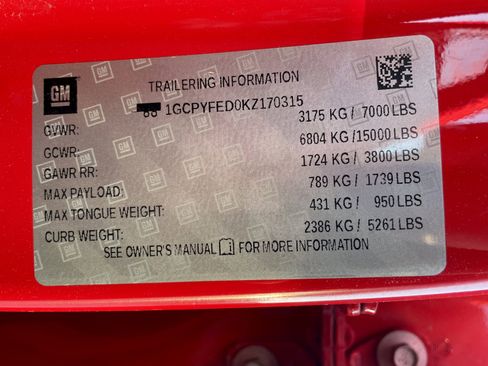 GM
TRAILERING INFORMATION
1GCPYFED0KZ170315
GVWR: 3175 KG / 7000 LBS
GCWR: 6804 KG /15000 LBS
GAWR RR: 1724 KG / 3800 LBS
MAX PAYLOAD: 789 KG / 1739 LBS
MAX TONGUE WEIGHT: 431 KG / 950 LBS
CURB WEIGHT: 2386 KG / 5261 LBS
SEE OWNER'S MANUAL FOR MORE INFORMATION